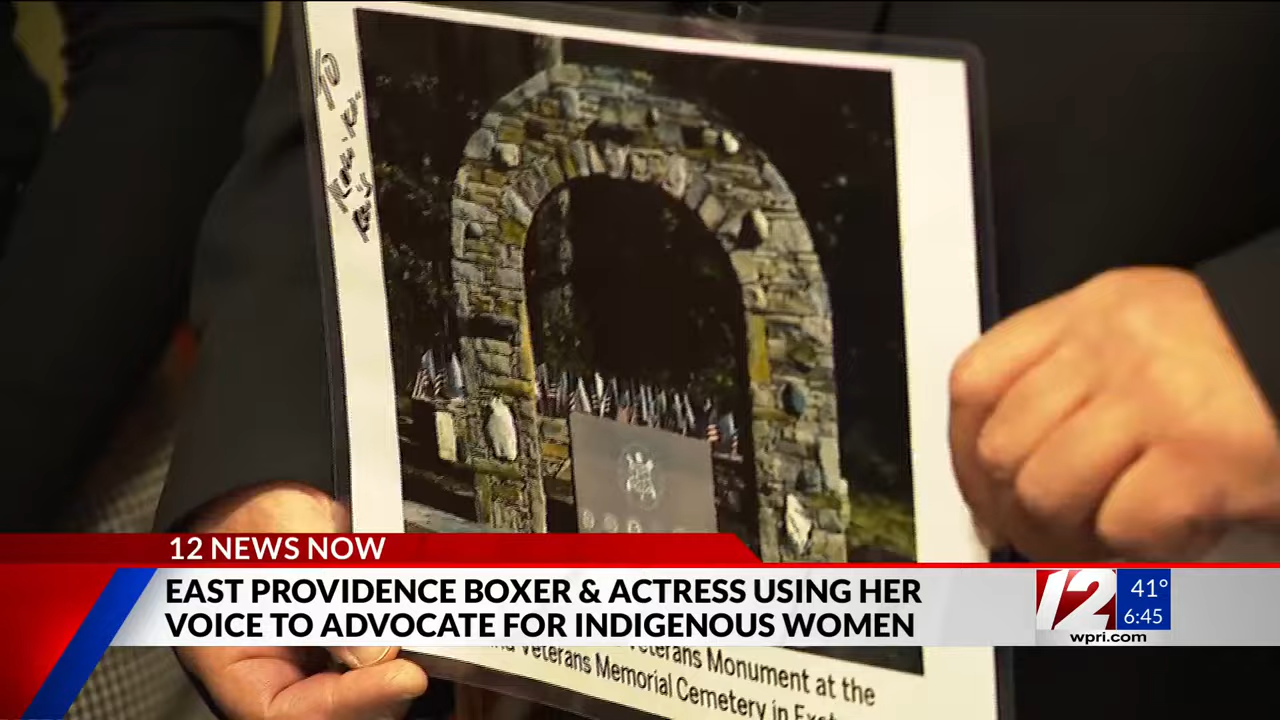 TO
12 NEWS NOW
EAST PROVIDENCE BOXER & ACTRESS USING HER
VOICE TO ADVOCATE FOR INDIGENOUS WOMEN
12
41°
6:45
wpri.com
Veterans Monument at the
Veterans Memorial Cemetery in